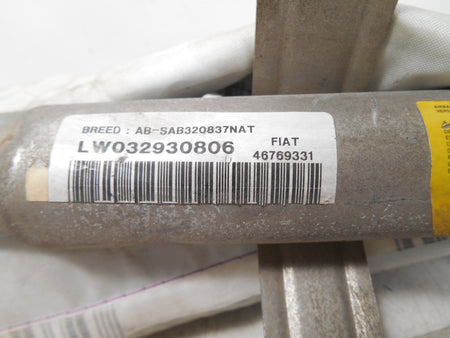 BREED : AB-SAB320837NAT
LW032930806
FIAT
46769331